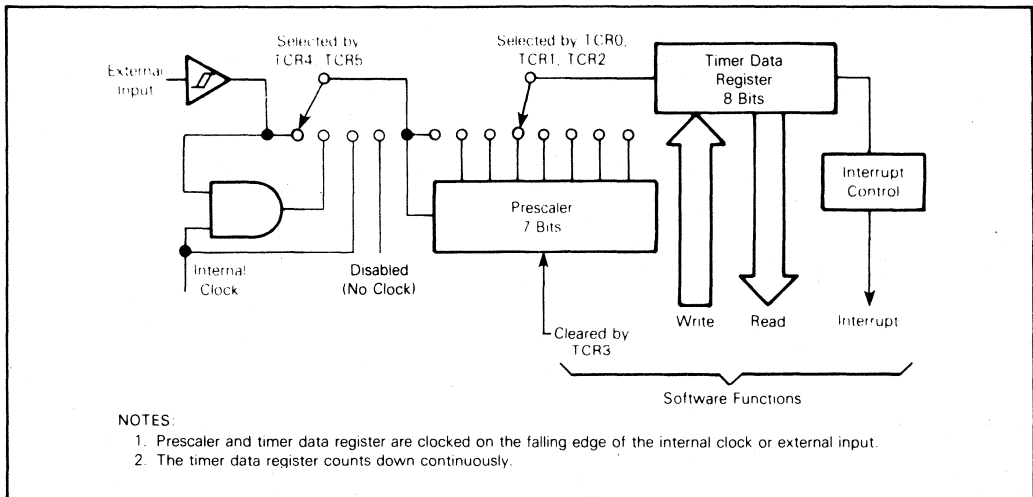 Selected by
TCR4, TCR5
Selected by TCR0,
TCR1, TCR2
Timer Data
Register
8 Bits
External
Input
Interrupt
Control
Prescaler
7 Bits
Internal
Clock
Disabled
(No Clock)
Write
Read
Interrupt
Cleared by
TCR3
Software Functions
NOTES:
1. Prescaler and timer data register are clocked on the falling edge of the internal clock or external input.
2. The timer data register counts down continuously.